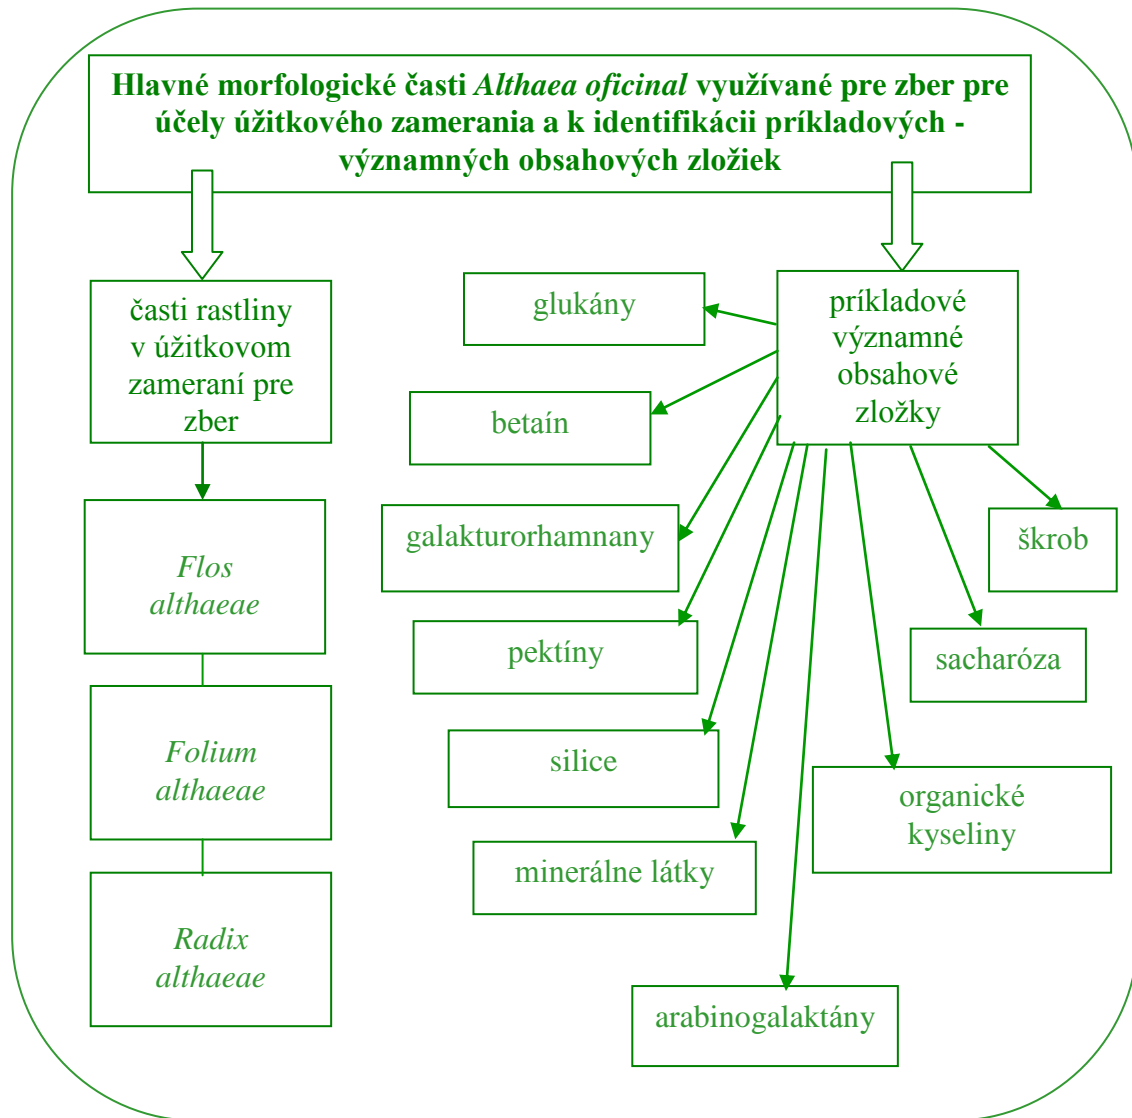 Hlavné morfologické časti Althaea oficinal využívané pre zber pre
účely úžitkového zamerania a k identifikácii príkladových -
významných obsahových zložiek
časti rastliny
v úžitkovom
zameraní pre
zber
Flos
althaeae
Folium
althaeae
Radix
althaeae
príkladové
významné
obsahové
zložky
glukány
betaín
galakturorhamnany
pektíny
silice
minerálne látky
arabinogalaktány
organické
kyseliny
sacharóza
škrob